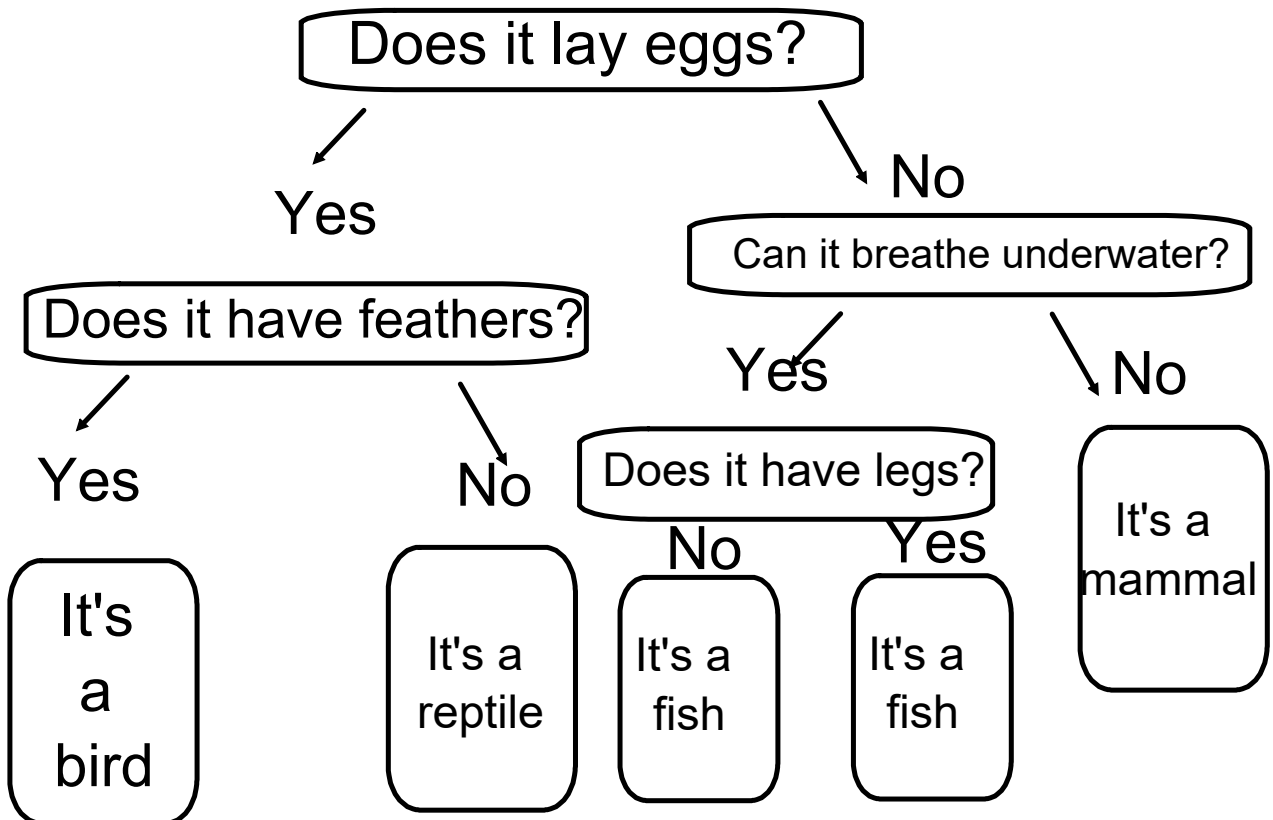 Does it lay eggs?
Yes
No
Can it breathe underwater?
Does it have feathers?
Yes
No
Yes
No
Does it have legs?
No
Yes
It's a
mammal
It's
a
bird
It's a
reptile
It's a
fish
It's a
fish